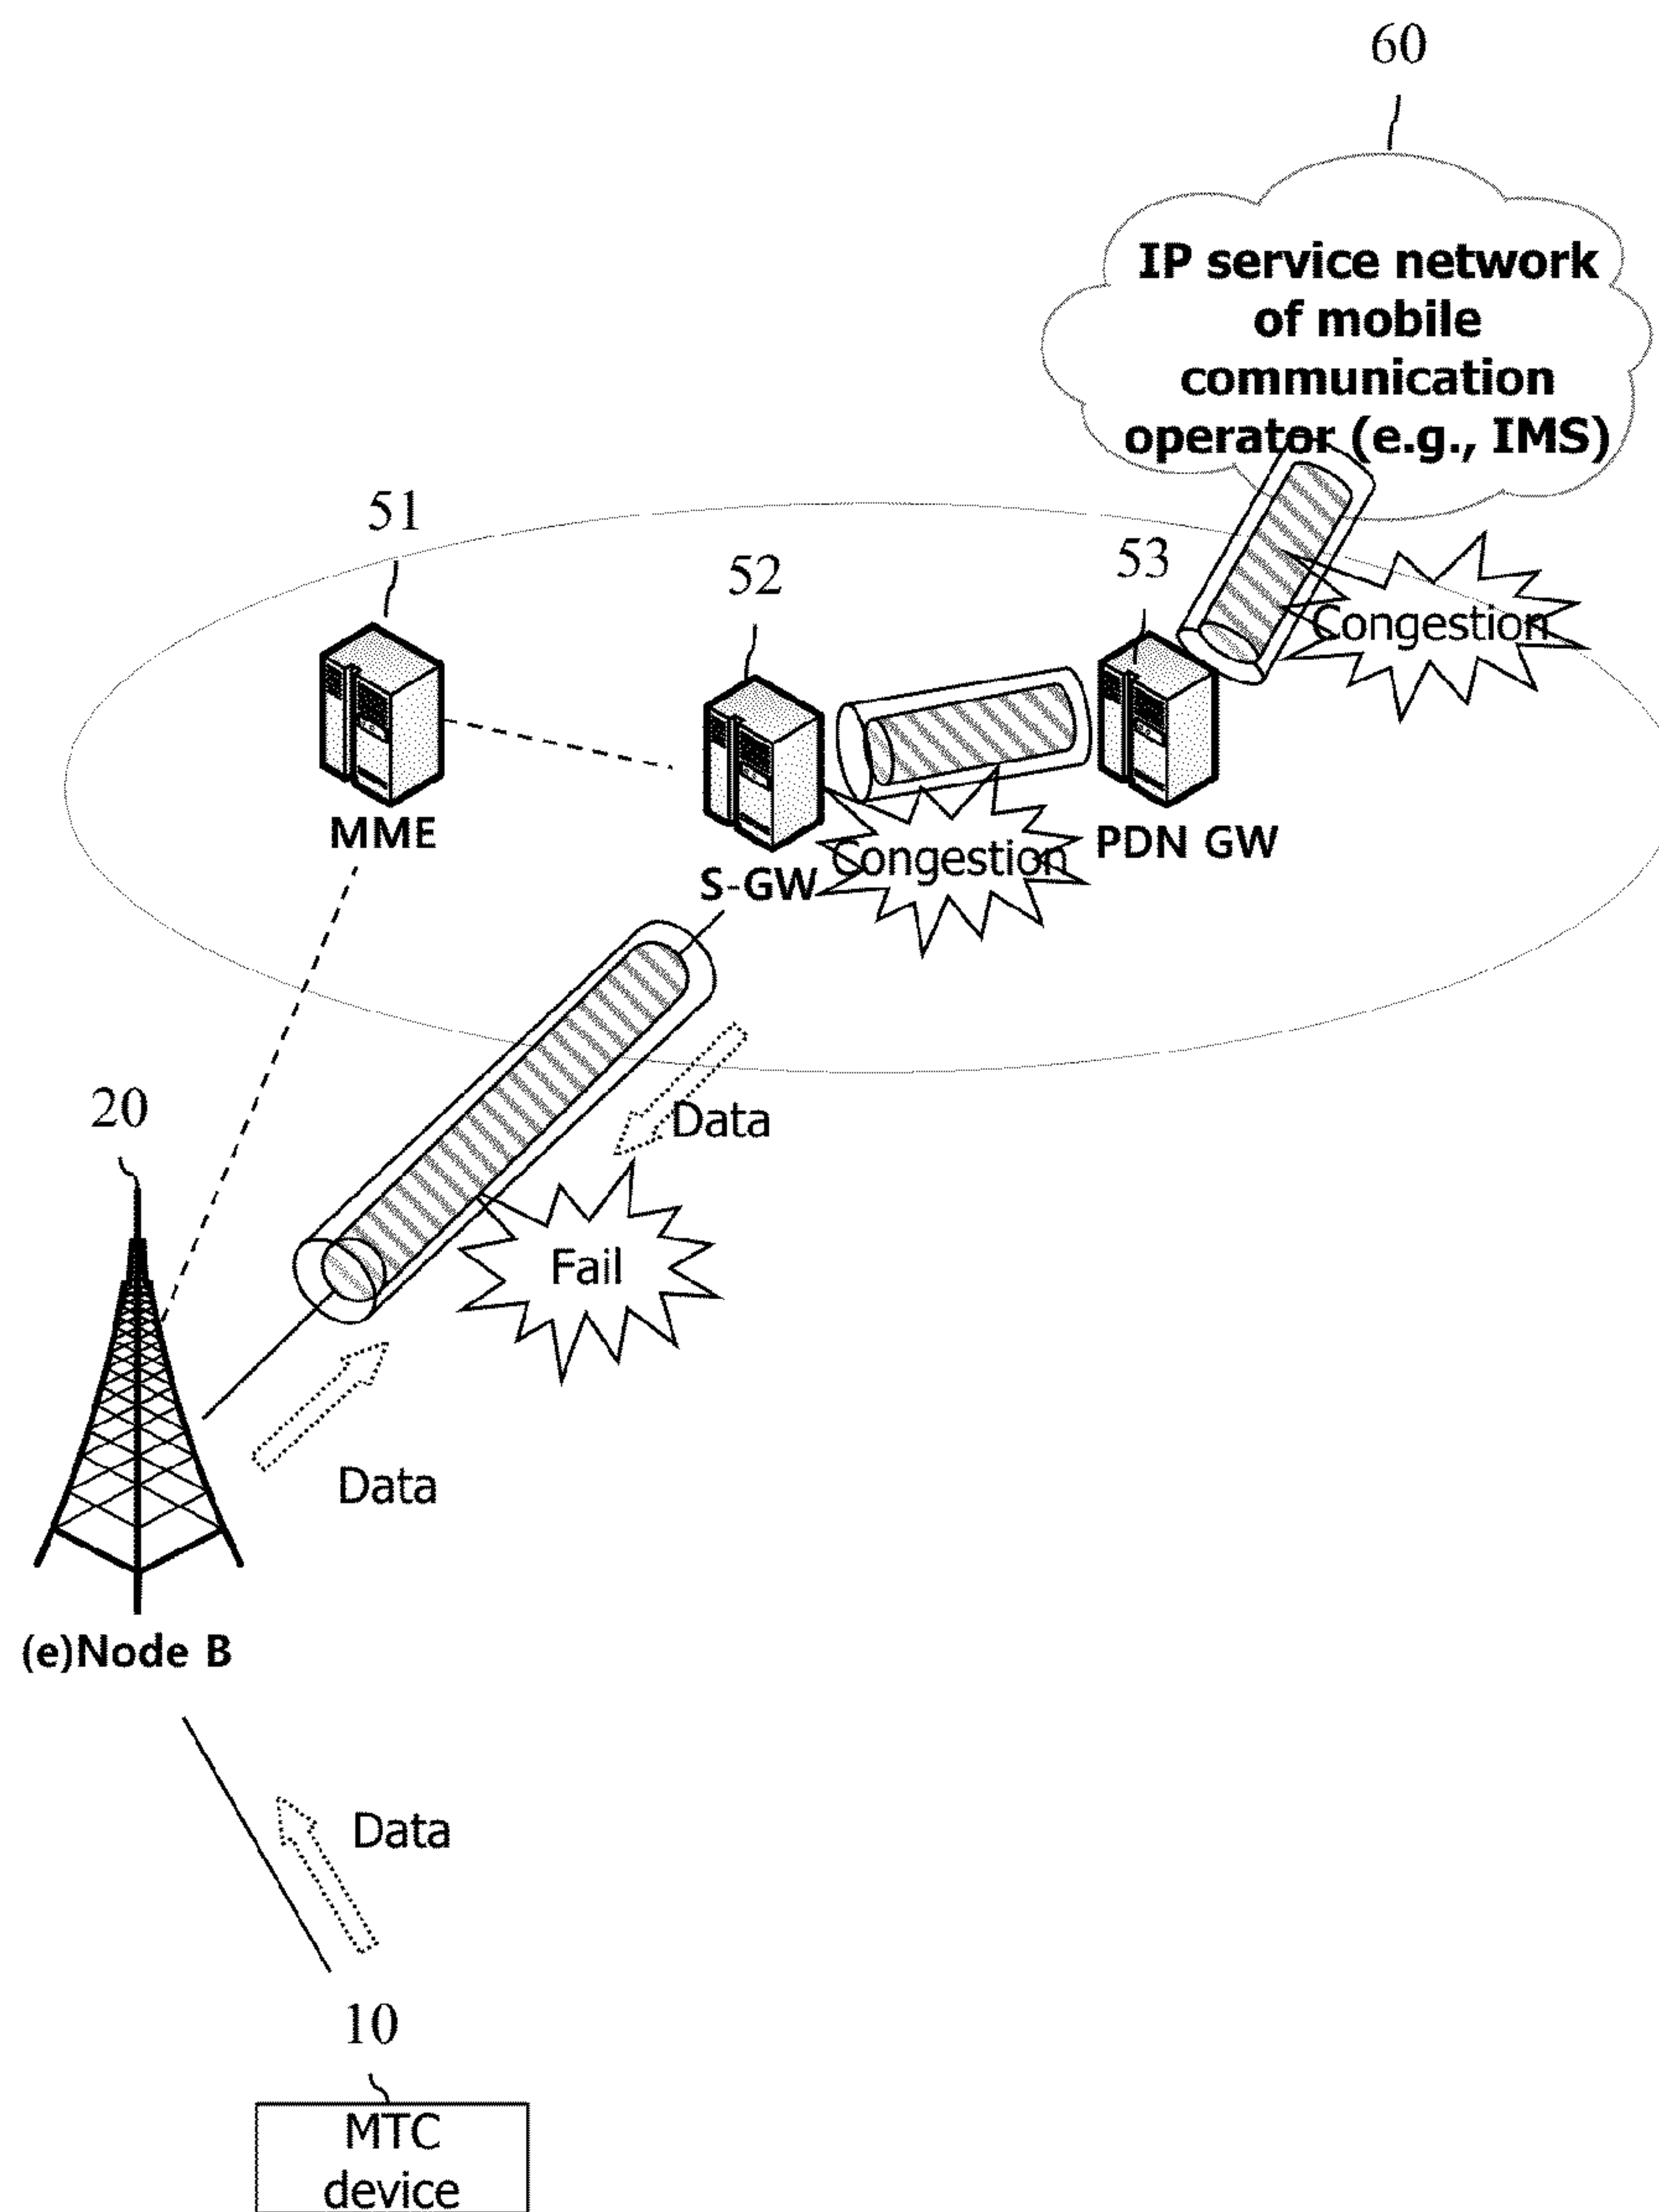 60
IP service network
of mobile
communication
operator (e.g., IMS)
51
52
53
Congestion
MME
Congestion
PDN GW
S-GW
20
Data
Fail
Data
(e)Node B
Data
10
MTC
device